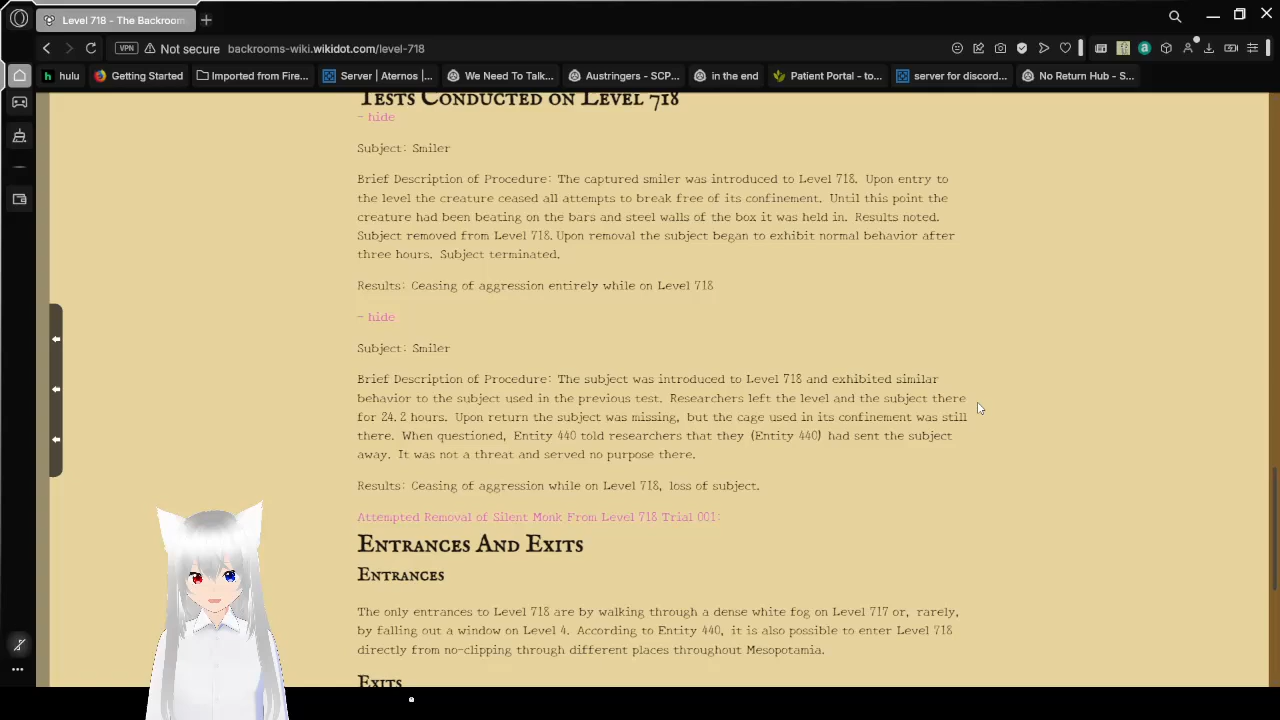 Level 718 - The Backroom
VPN
Not secure
backrooms-wiki.wikidot.com/level-718
hulu
Getting Started
Imported from Fire...
Server | Aternos |...
We Need To Talk...
Austringers - SCP...
in the end
Patient Portal - to...
server for discord...
No Return Hub - S...
Tests Conducted on Level 718
- hide
Subject: Smiler
Brief Description of Procedure: The captured smiler was introduced to Level 718. Upon entry to
the level the creature ceased all attempts to break free of its confinement. Until this point the
creature had been beating on the bars and steel walls of the box it was held in. Results noted.
Subject removed from Level 718. Upon removal the subject began to exhibit normal behavior after
three hours. Subject terminated.
Results: Ceasing of aggression entirely while on Level 718
- hide
Subject: Smiler
Brief Description of Procedure: The subject was introduced to Level 718 and exhibited similar
behavior to the subject used in the previous test. Researchers left the level and the subject there
for 24.2 hours. Upon return the subject was missing, but the cage used in its confinement was still
there. When questioned, Entity 440 told researchers that they (Entity 440) had sent the subject
away. It was not a threat and served no purpose there.
Results: Ceasing of aggression while on Level 718, loss of subject.
Attempted Removal of Silent Monk From Level 718 Trial 001:
Entrances And Exits
Entrances
The only entrances to Level 718 are by walking through a dense white fog on Level 717 or, rarely,
by falling out a window on Level 4. According to Entity 440, it is also possible to enter Level 718
directly from no-clipping through different places throughout Mesopotamia.
Exits